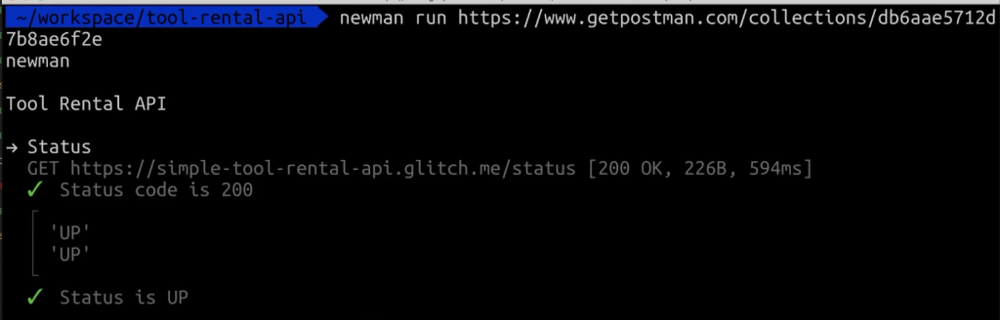 ~/workspace/tool-rental-api newman run https://www.getpostman.com/collections/db6aae5712d
7b8ae6f2e
newman
Tool Rental API
→ Status
GET https://simple-tool-rental-api.glitch.me/status [200 OK, 226B, 594ms]
✓ Status code is 200
'UP'
'UP'
✓ Status is UP